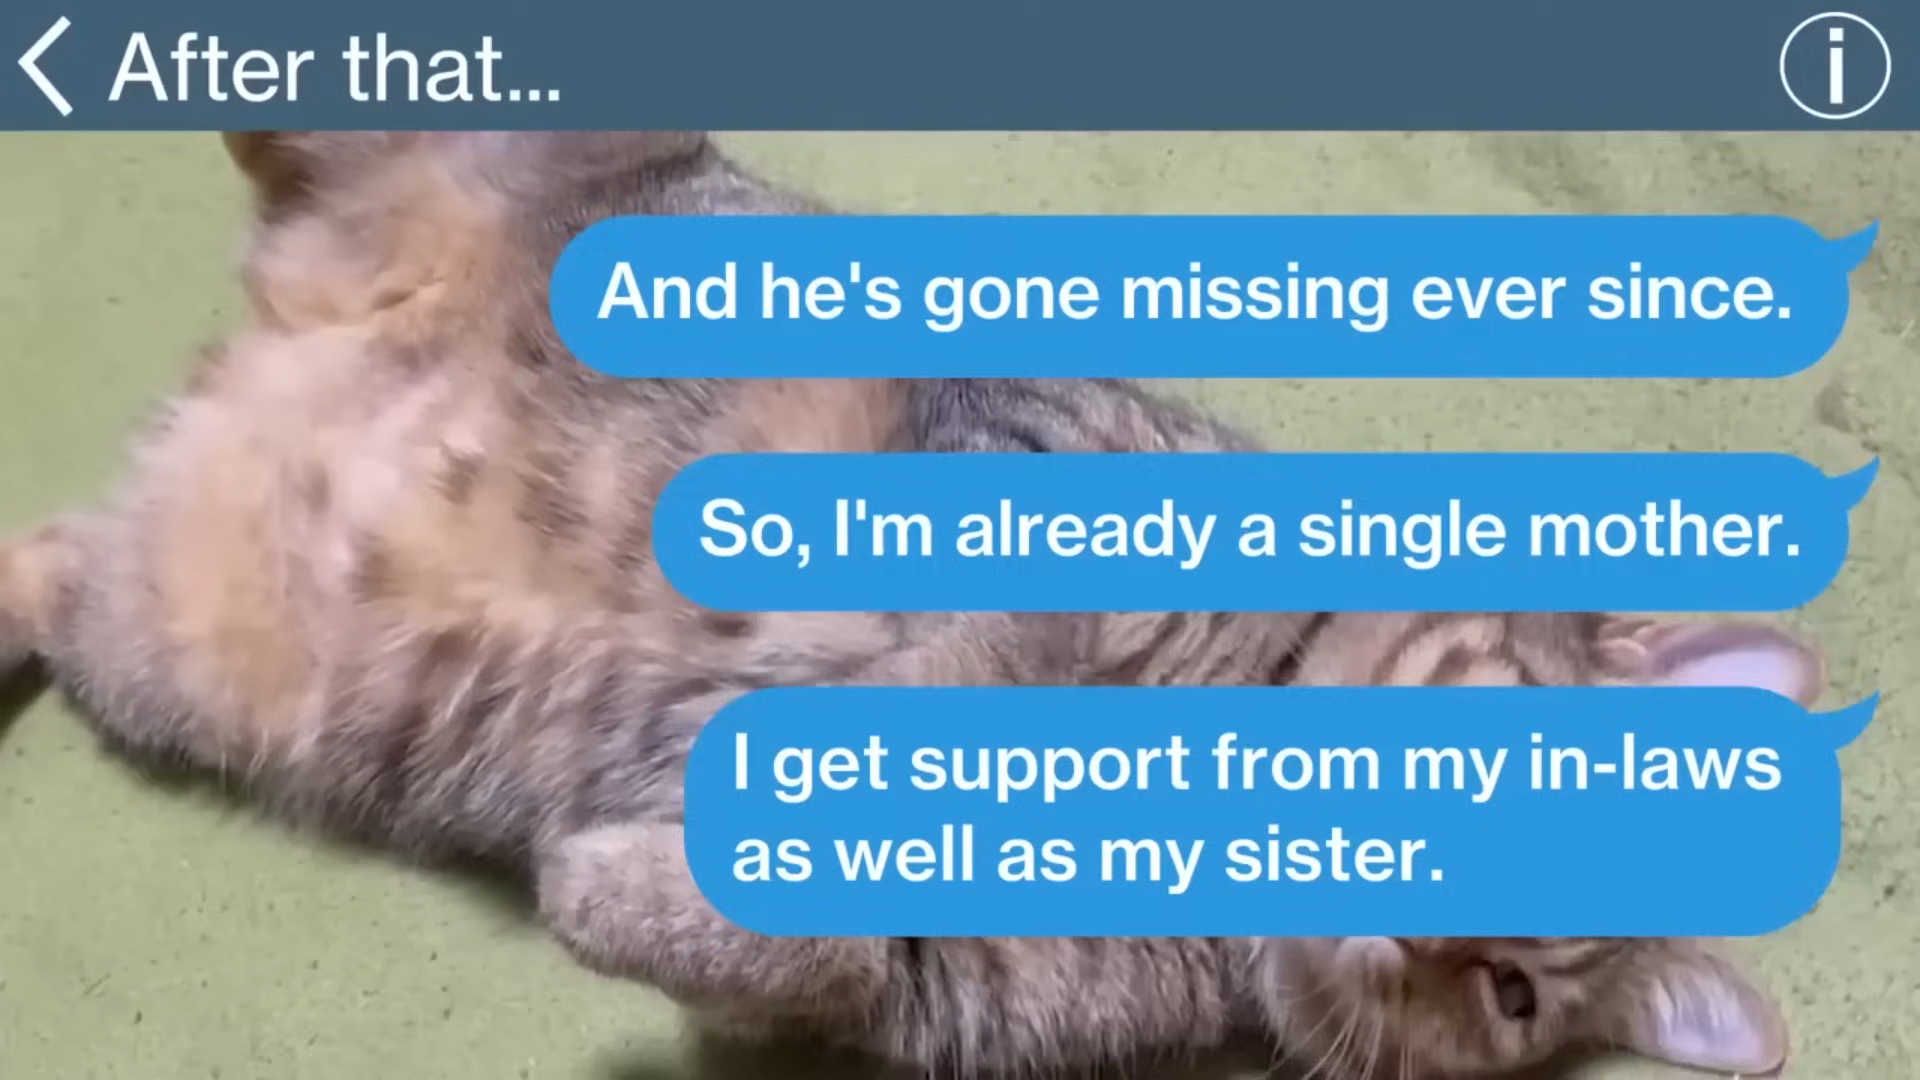 After that...
And he's gone missing ever since.
So, I'm already a single mother.
I get support from my in-laws
as well as my sister.